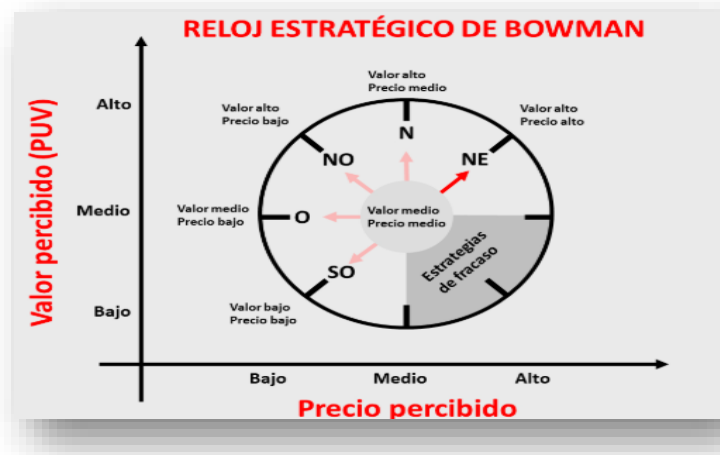 RELOJ ESTRATÉGICO DE BOWMAN
Valor percibido (PUV)
Alto
Medio
Bajo
Valor alto
Precio medio
Valor alto
Precio bajo
Valor alto
Precio alto
N
NO
NE
Valor medio
Precio bajo
O
Valor medio
Precio medio
SO
Estrategias
de fracaso
Valor bajo
Precio bajo
Bajo
Medio
Alto
Precio percibido